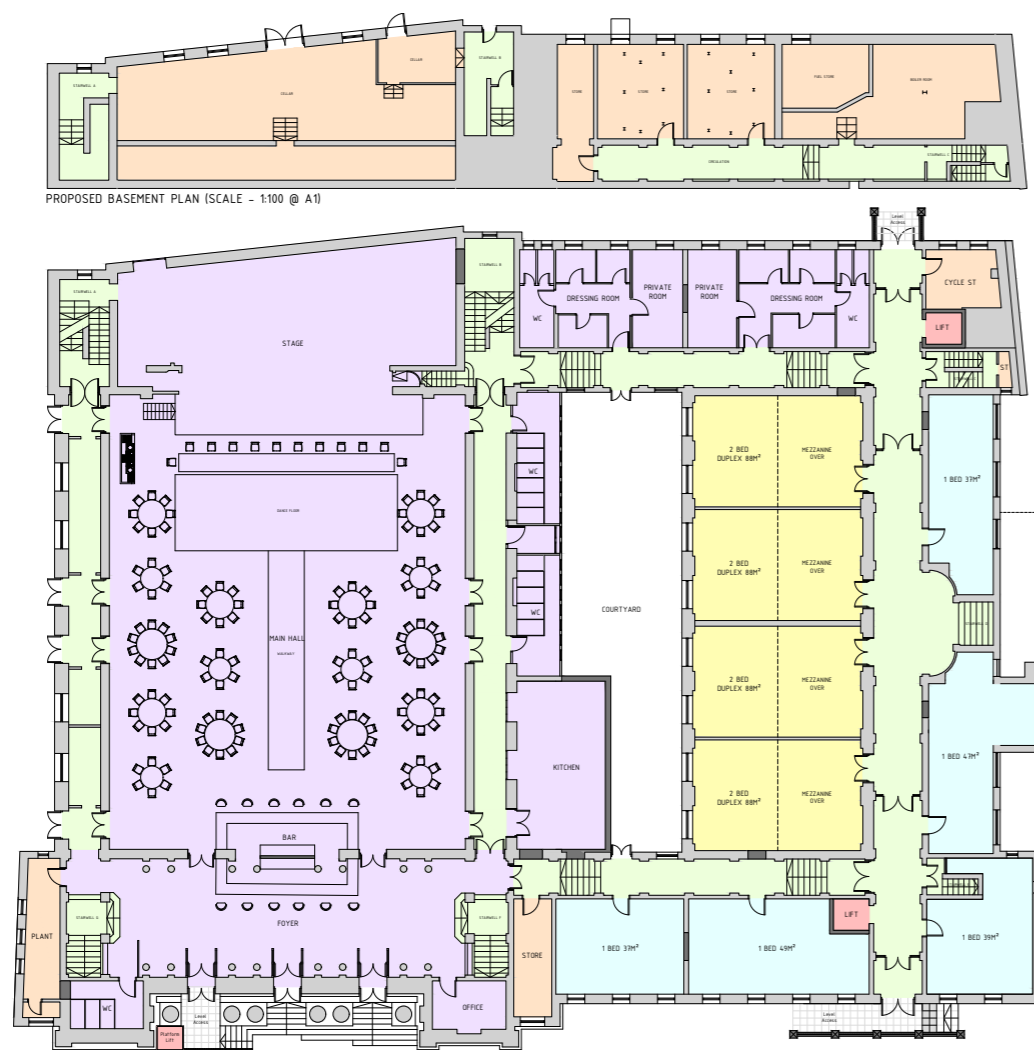 STAIRWELL A
CELLAR
CELLAR
STAIRWELL B
STORE
STORE
STORE
FUEL STORE
BOILER ROOM
CIRCULATION
STAIRWELL C
PROPOSED BASEMENT PLAN (SCALE - 1:100 @ A1)
Level
Access
STAIRWELL A
STAGE
STAIRWELL B
WC
DRESSING ROOM
PRIVATE
ROOM
PRIVATE
ROOM
DRESSING ROOM
WC
CYCLE ST
LIFT
ST
WC
DANCE FLOOR
2 BED
DUPLEX 88M²
MEZZANINE
OVER
1 BED 37M²
2 BED
DUPLEX 88M²
MEZZANINE
OVER
COURTYARD
WC
MAIN HALL
WALKWAY
2 BED
DUPLEX 88M²
MEZZANINE
OVER
KITCHEN
2 BED
DUPLEX 88M²
MEZZANINE
OVER
1 BED 47M²
BAR
STAIRWELL G
FOYER
STAIRWELL F
PLANT
STORE
1 BED 37M²
1 BED 49M²
LIFT
1 BED 39M²
WC
OFFICE
Level
Access
Platform
Lift
Level
Access